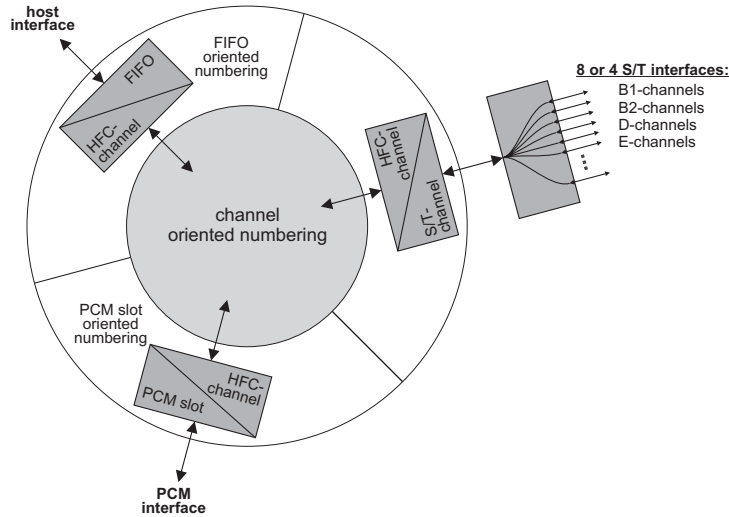 host
interface
FIFO
oriented
numbering
FIFO
HFC-
channel
8 or 4 S/T interfaces:
B1-channels
B2-channels
D-channels
E-channels
HFC-
channel
S/T-
channel
channel
oriented numbering
PCM slot
oriented
numbering
HFC-
channel
PCM slot
PCM
interface